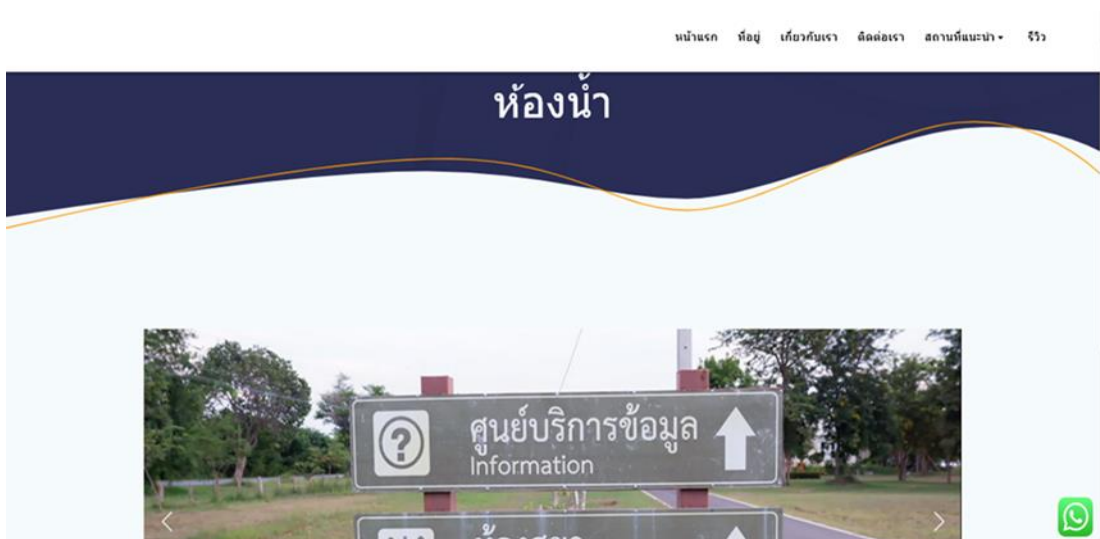 หน้าแรก ที่อยู่ เกี่ยวกับเรา ติดต่อเรา สถานที่แนะนำ รีวิว
ห้องน้ำ
ศูนย์บริการข้อมูล
Information